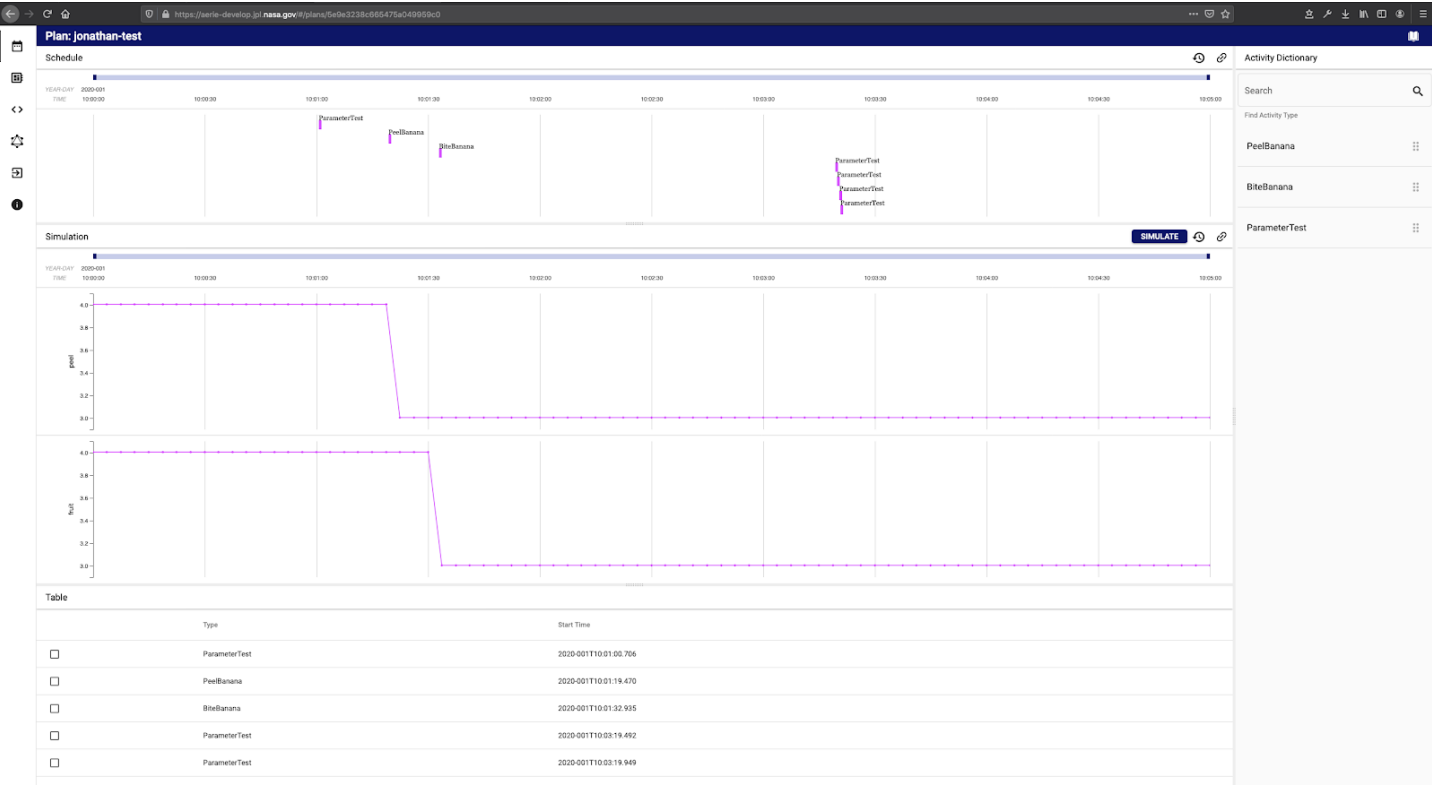 https://aerie-develop.jpl.nasa.gov/#/plans/5e9e3238c665475a049959c0
Plan: jonathan-test
Schedule
Activity Dictionary
YEAR-DAY 2020-001
TIME 10:00:00 10:00:30 10:01:00 10:01:30 10:02:00 10:02:30 10:03:00 10:03:30 10:04:00 10:04:30 10:05:00
ParameterTest
PeelBanana
BiteBanana
ParameterTest
ParameterTest
ParameterTest
ParameterTest
Search
Find Activity Type
PeelBanana
BiteBanana
ParameterTest
Simulation
SIMULATE
YEAR-DAY 2020-001
TIME 10:00:00 10:00:30 10:01:00 10:01:30 10:02:00 10:02:30 10:03:00 10:03:30 10:04:00 10:04:30 10:05:00
peel
4.0
3.8
3.6
3.4
3.2
3.0
fruit
4.0
3.8
3.6
3.4
3.2
3.0
Table
Type Start Time
ParameterTest 2020-001T10:01:00.706
PeelBanana 2020-001T10:01:19.470
BiteBanana 2020-001T10:01:32.935
ParameterTest 2020-001T10:03:19.492
ParameterTest 2020-001T10:03:19.949